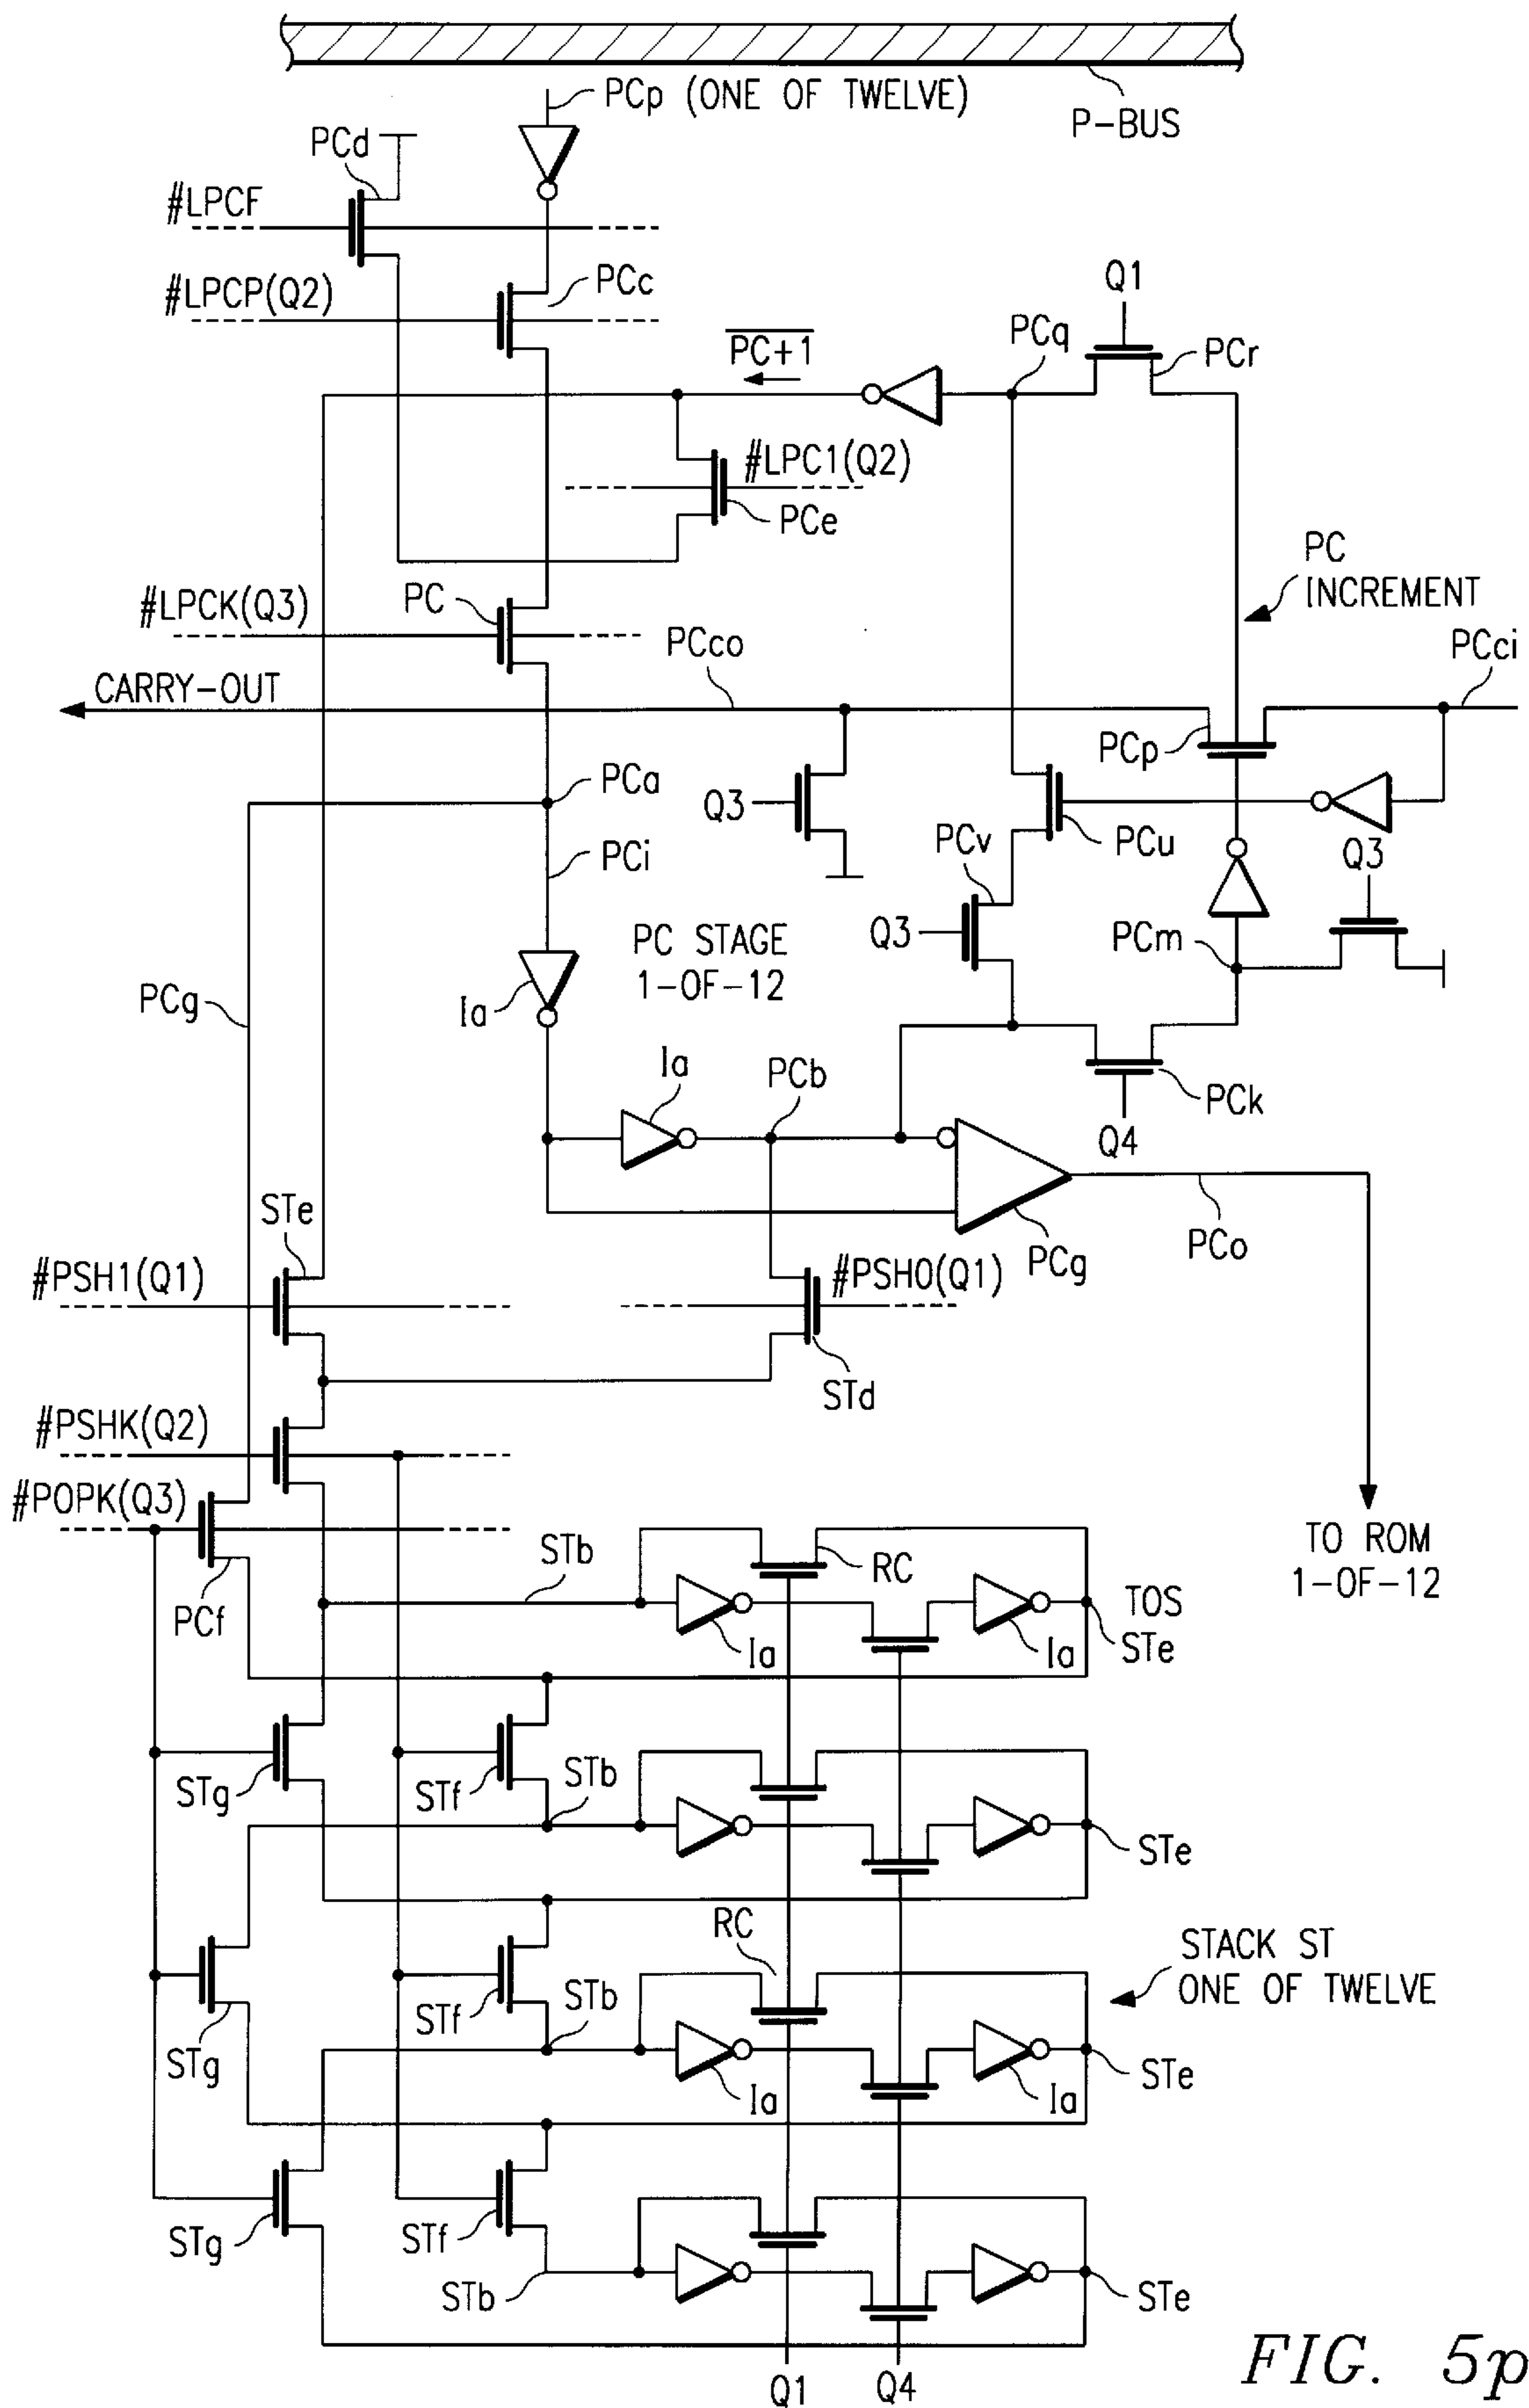 PCp (ONE OF TWELVE)
P-BUS
PCd
#LPCF
#LPCP(Q2)
PCc
Q1
PC+1
PCq
PCr
#LPC1(Q2)
PCe
PC
INCREMENT
#LPCK(Q3)
PC
PCco
PCci
CARRY-OUT
PCp
PCa
Q3
PCu
PCv
PCi
Q3
Q3
PC STAGE
1-OF-12
PCm
PCg
Ia
Ia
PCb
PCk
Q4
STe
PCg
PCo
#PSH1(Q1)
#PSH0(Q1)
STd
#PSHK(Q2)
#POPK(Q3)
TO ROM
1-OF-12
STb
RC
PCf
Ia
Ia
TOS
STe
STg
STf
STb
STe
RC
STACK ST
ONE OF TWELVE
STg
STf
STb
Ia
Ia
STe
STg
STf
STb
STe
Q1
Q4
FIG. 5p